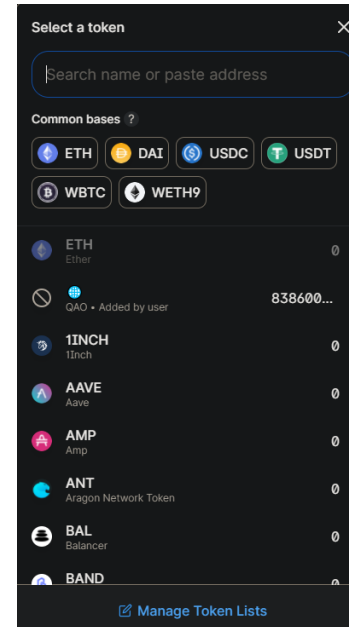 Select a token
Search name or paste address
Common bases ?
ETH DAI USDC USDT
WBTC WETH9
ETH 0
Ether
🌐 838600...
QAO • Added by user
1INCH 0
1Inch
AAVE 0
Aave
AMP 0
Amp
ANT 0
Aragon Network Token
BAL 0
Balancer
BAND 0
Manage Token Lists